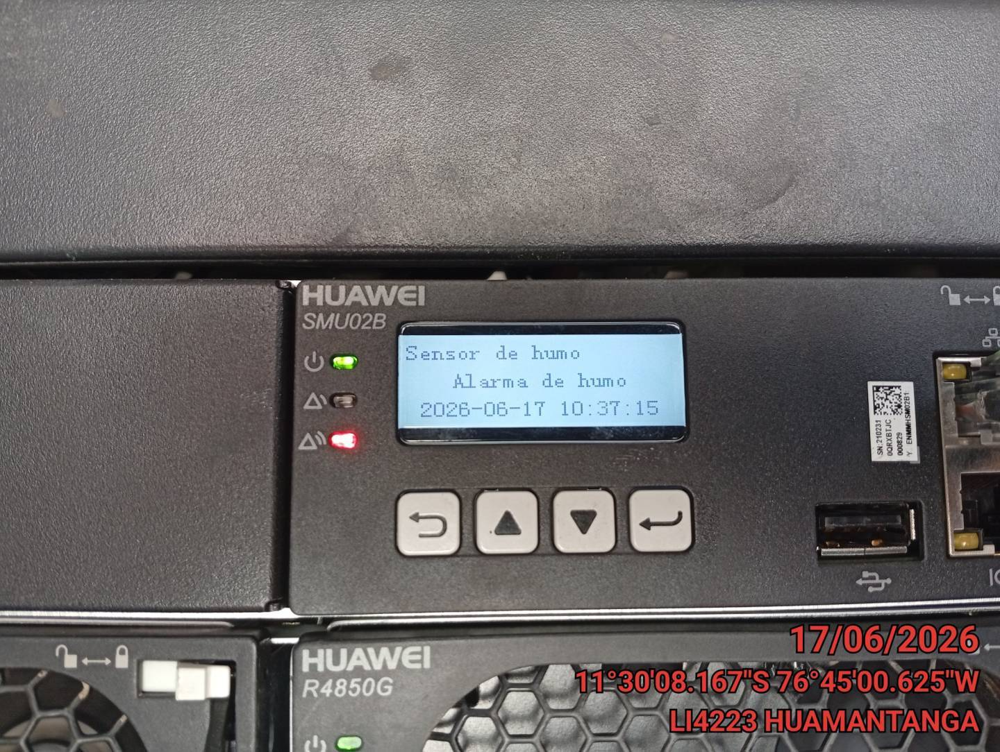 HUAWEI
SMU02B
Sensor de humo
Alarma de humo
2026-06-17 10:37:15
SN:210231
0QRXBTJC
000829
Y ENMMHSM02B1
HUAWEI
R4850G
17/06/2026
11°30'08.167"S 76°45'00.625"W
LI4223 HUAMANTANGA